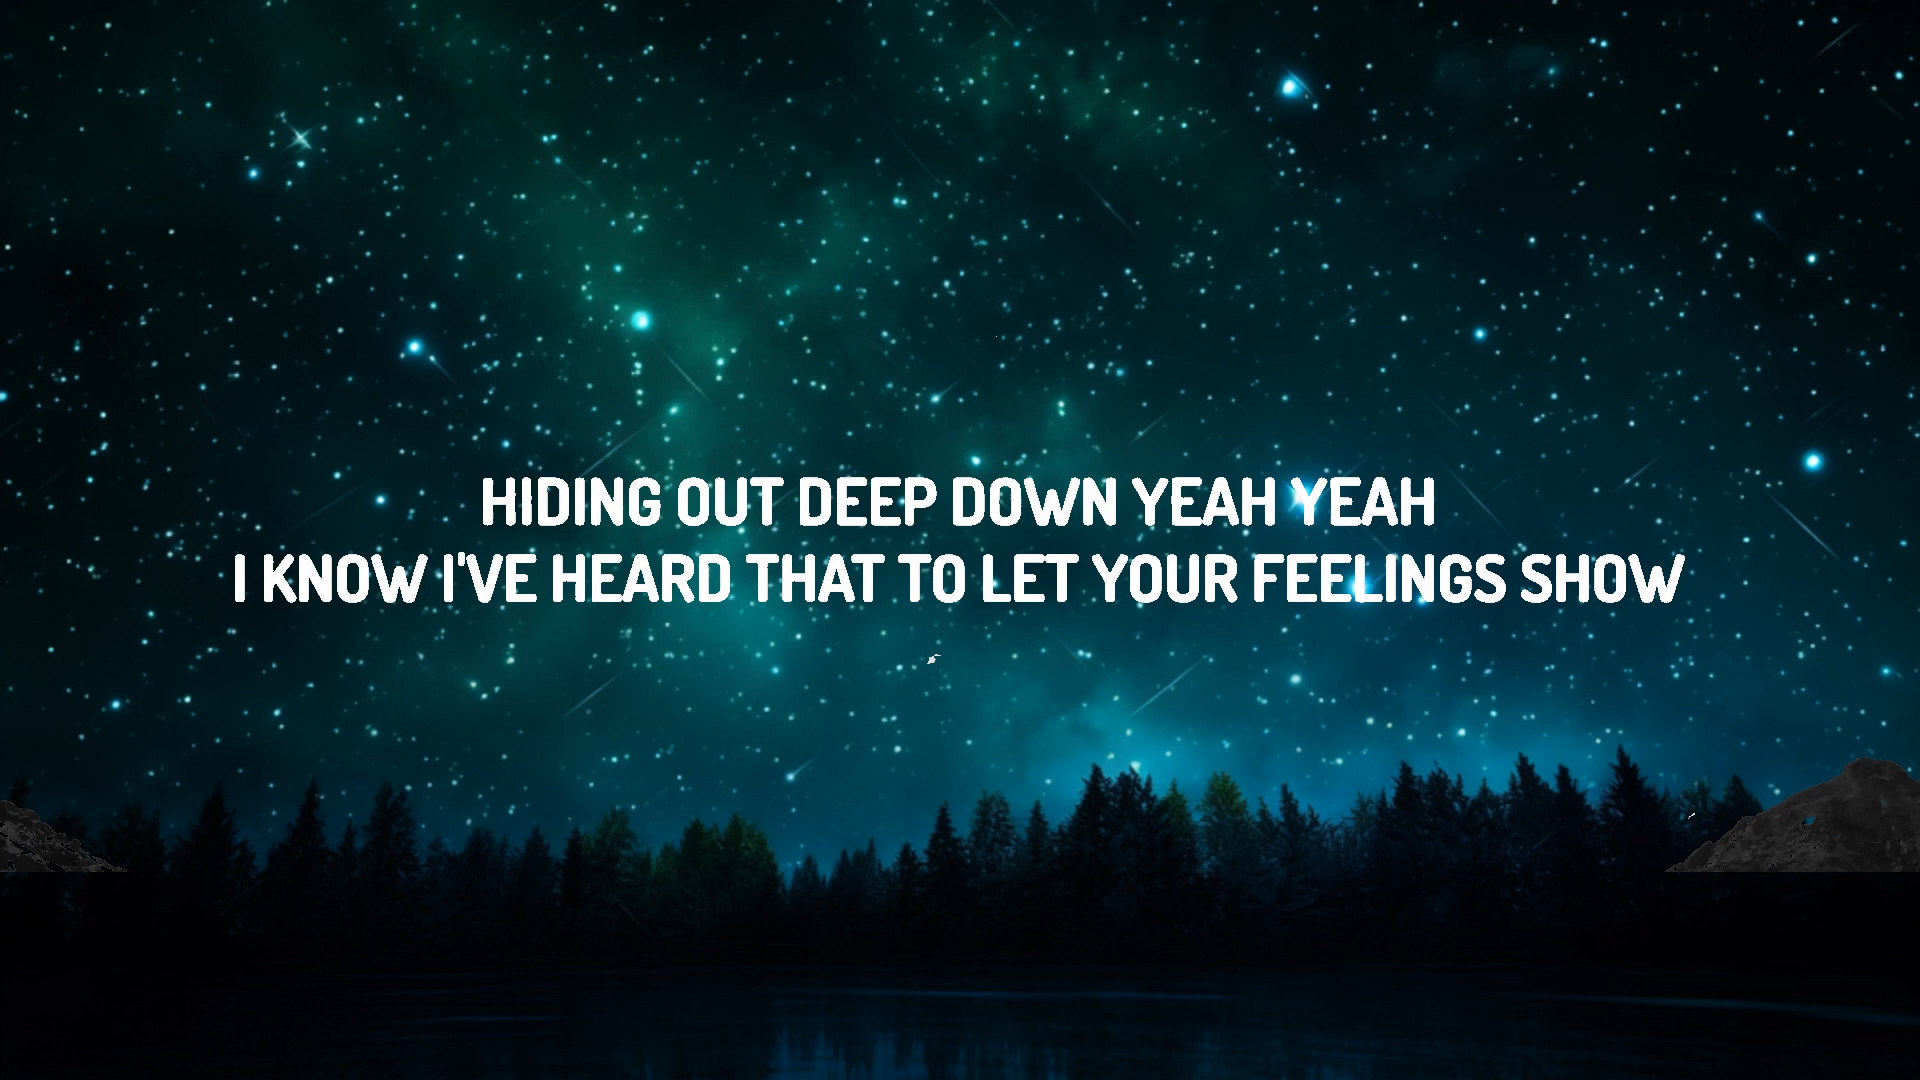 HIDING OUT DEEP DOWN YEAH YEAH
I KNOW I'VE HEARD THAT TO LET YOUR FEELINGS SHOW